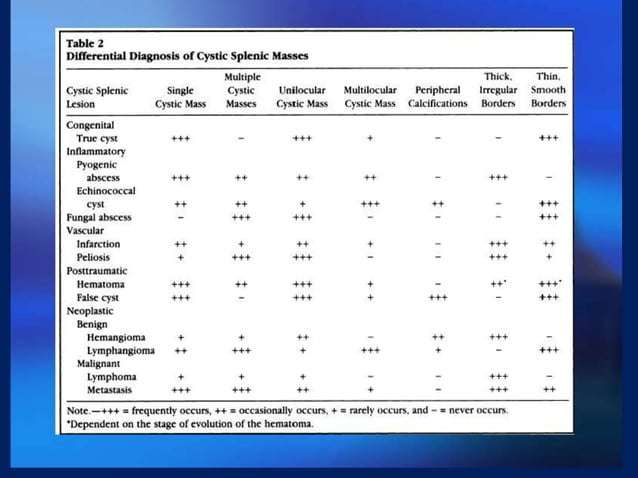 Table 2
Differential Diagnosis of Cystic Splenic Masses
Multiple Thick, Thin,
Cystic Splenic Single Cystic Unilocular Multilocular Peripheral Irregular Smooth
Lesion Cystic Mass Masses Cystic Mass Cystic Mass Calcifications Borders Borders
Congenital
True cyst +++ − +++ + − − +++
Inflammatory
Pyogenic
abscess +++ ++ ++ ++ − +++ −
Echinococcal
cyst ++ ++ + +++ ++ − +++
Fungal abscess − +++ +++ − − − +++
Vascular
Infarction ++ + ++ + − +++ ++
Peliosis + +++ +++ − − +++ +
Posttraumatic
Hematoma +++ ++ +++ + − ++* +++*
False cyst +++ − +++ + +++ − +++
Neoplastic
Benign
Hemangioma + + ++ − ++ +++ −
Lymphangioma ++ +++ + +++ + − +++
Malignant
Lymphoma + + + − − +++ −
Metastasis +++ +++ ++ + − +++ ++
Note.—+++ = frequently occurs, ++ = occasionally occurs, + = rarely occurs, and − = never occurs.
*Dependent on the stage of evolution of the hematoma.